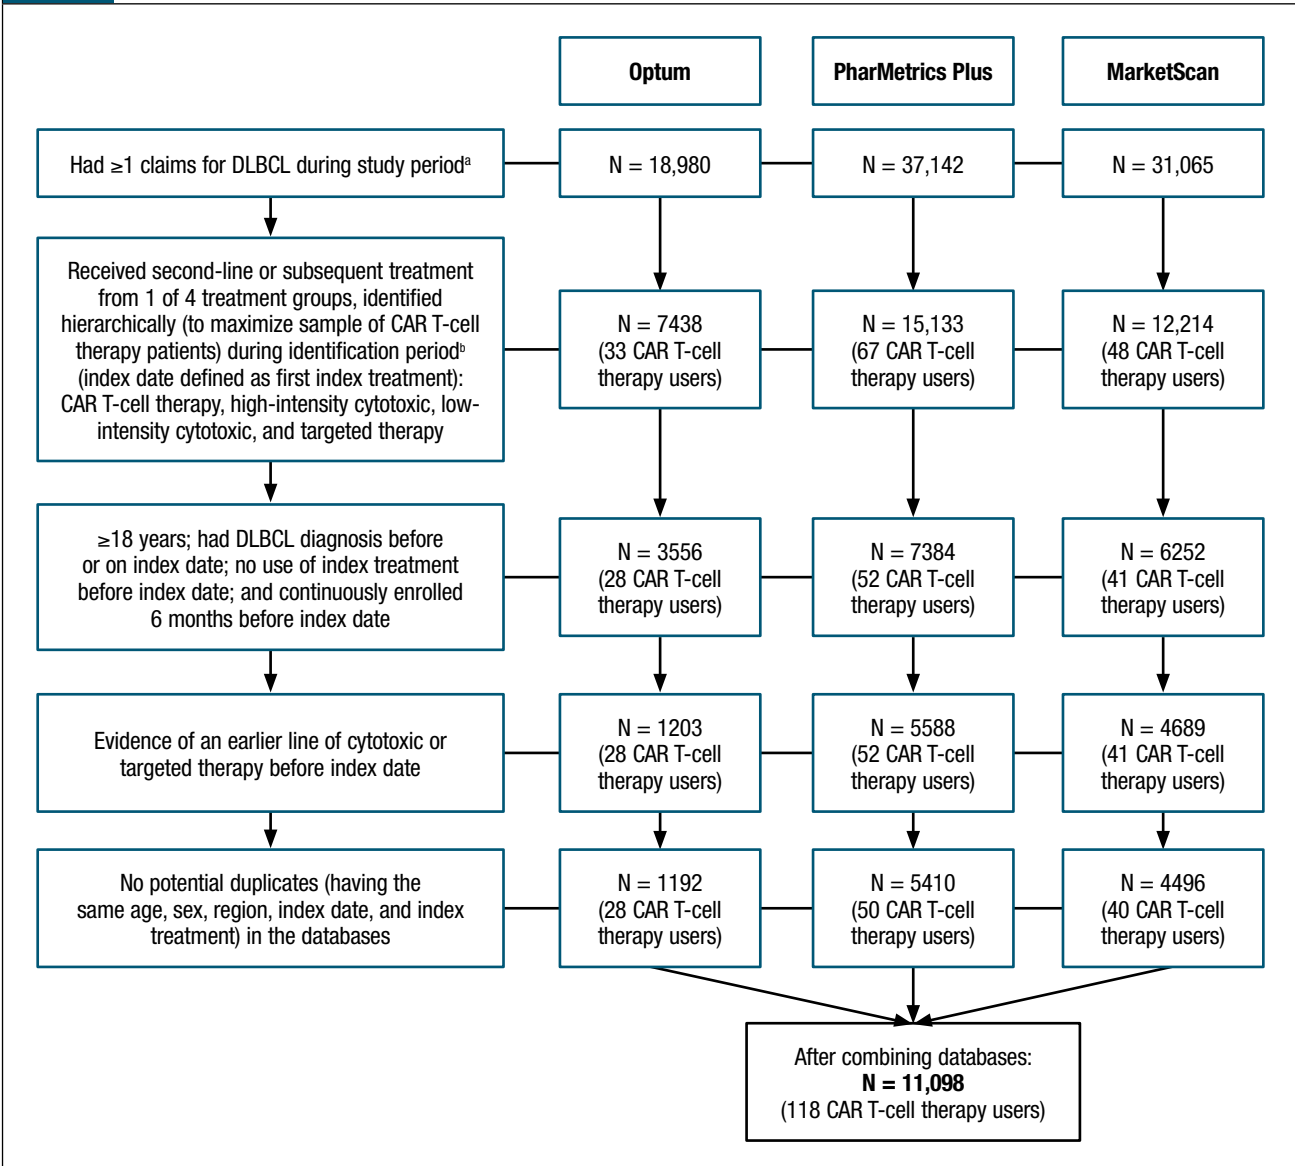 Optum
PharMetrics Plus
MarketScan
Had ≥1 claims for DLBCL during study periodᵃ
N = 18,980
N = 37,142
N = 31,065
Received second-line or subsequent treatment
from 1 of 4 treatment groups, identified
hierarchically (to maximize sample of CAR T-cell
therapy patients) during identification periodᵇ
(index date defined as first index treatment):
CAR T-cell therapy, high-intensity cytotoxic, low-
intensity cytotoxic, and targeted therapy
N = 7438
(33 CAR T-cell
therapy users)
N = 15,133
(67 CAR T-cell
therapy users)
N = 12,214
(48 CAR T-cell
therapy users)
≥18 years; had DLBCL diagnosis before
or on index date; no use of index treatment
before index date; and continuously enrolled
6 months before index date
N = 3556
(28 CAR T-cell
therapy users)
N = 7384
(52 CAR T-cell
therapy users)
N = 6252
(41 CAR T-cell
therapy users)
Evidence of an earlier line of cytotoxic or
targeted therapy before index date
N = 1203
(28 CAR T-cell
therapy users)
N = 5588
(52 CAR T-cell
therapy users)
N = 4689
(41 CAR T-cell
therapy users)
No potential duplicates (having the
same age, sex, region, index date, and index
treatment) in the databases
N = 1192
(28 CAR T-cell
therapy users)
N = 5410
(50 CAR T-cell
therapy users)
N = 4496
(40 CAR T-cell
therapy users)
After combining databases:
N = 11,098
(118 CAR T-cell therapy users)